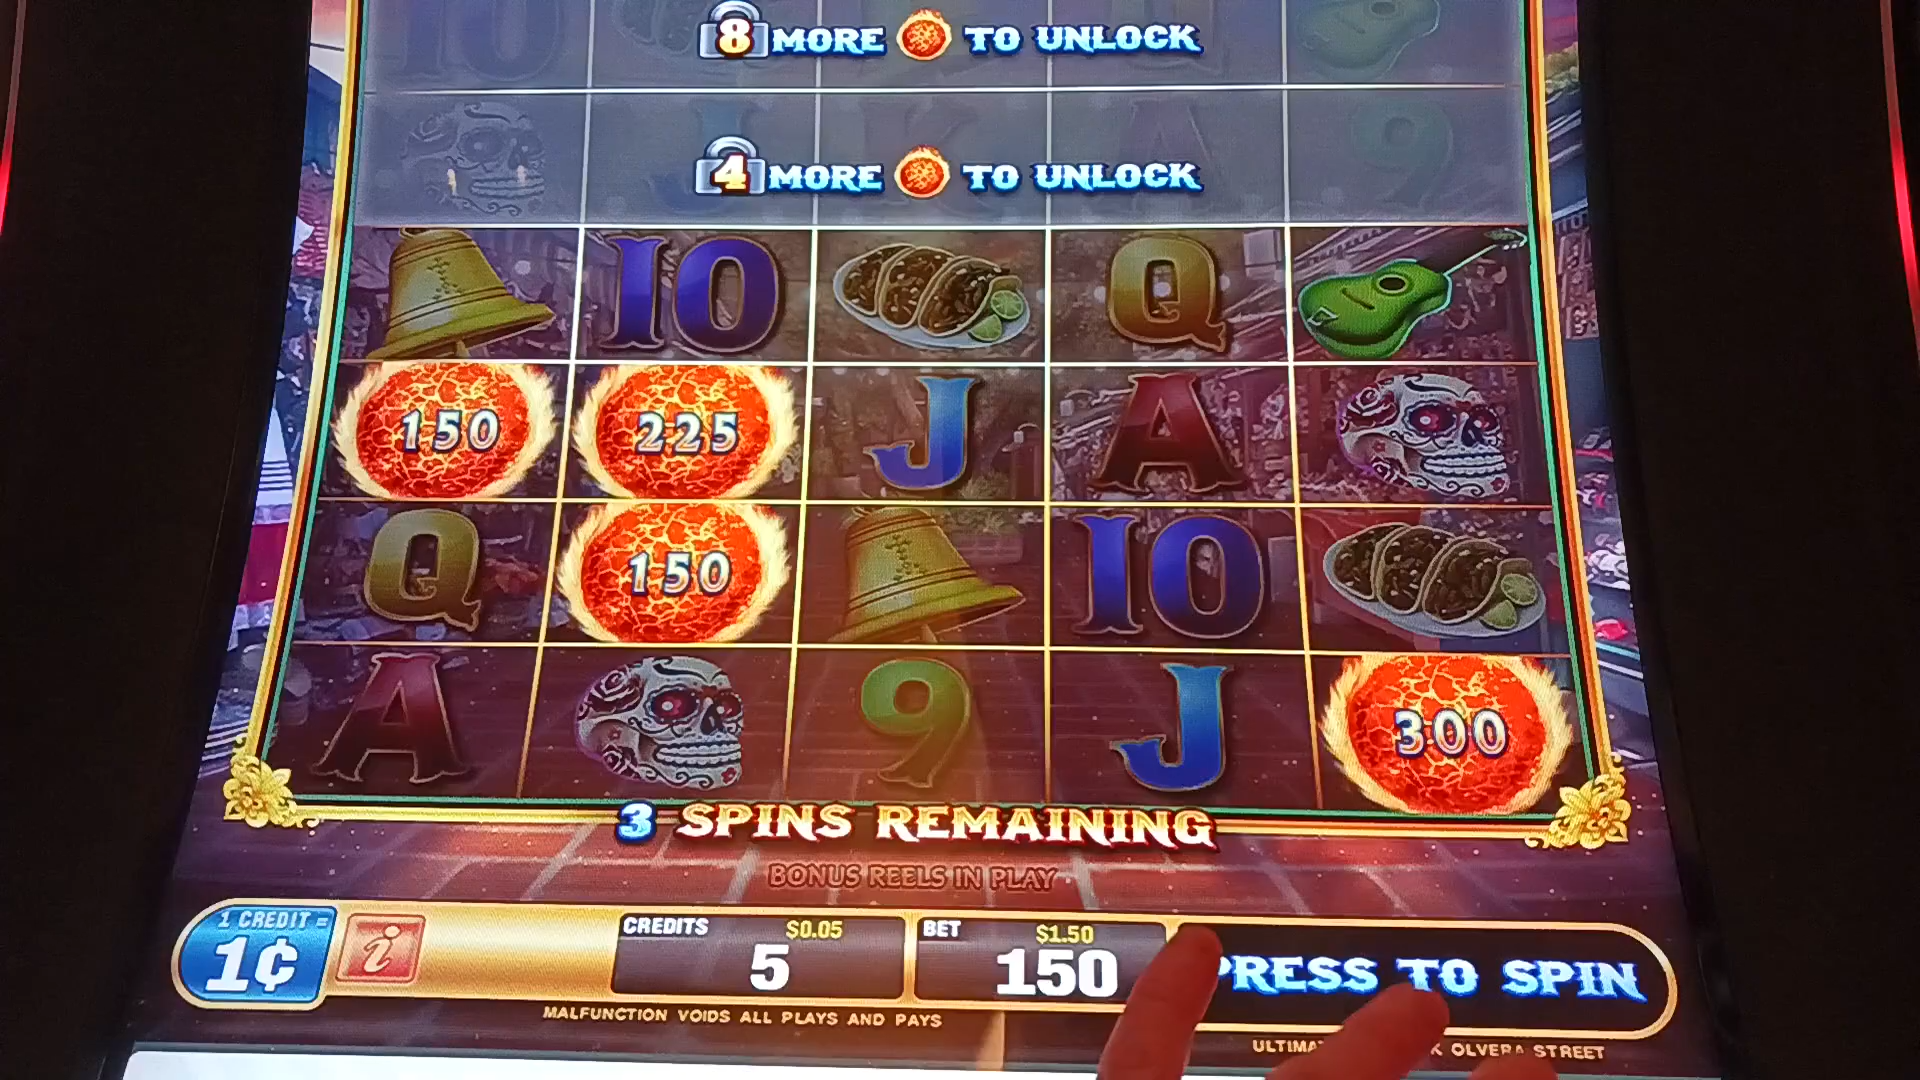 8 MORE TO UNLOCK
4 MORE TO UNLOCK
10 Q
150 225 J A
Q 150 10
A 9 J 300
3 SPINS REMAINING
BONUS REELS IN PLAY
1 CREDIT =
1¢
i
CREDITS $0.05
5
BET $1.50
150
PRESS TO SPIN
MALFUNCTION VOIDS ALL PLAYS AND PAYS
OLVERA STREET